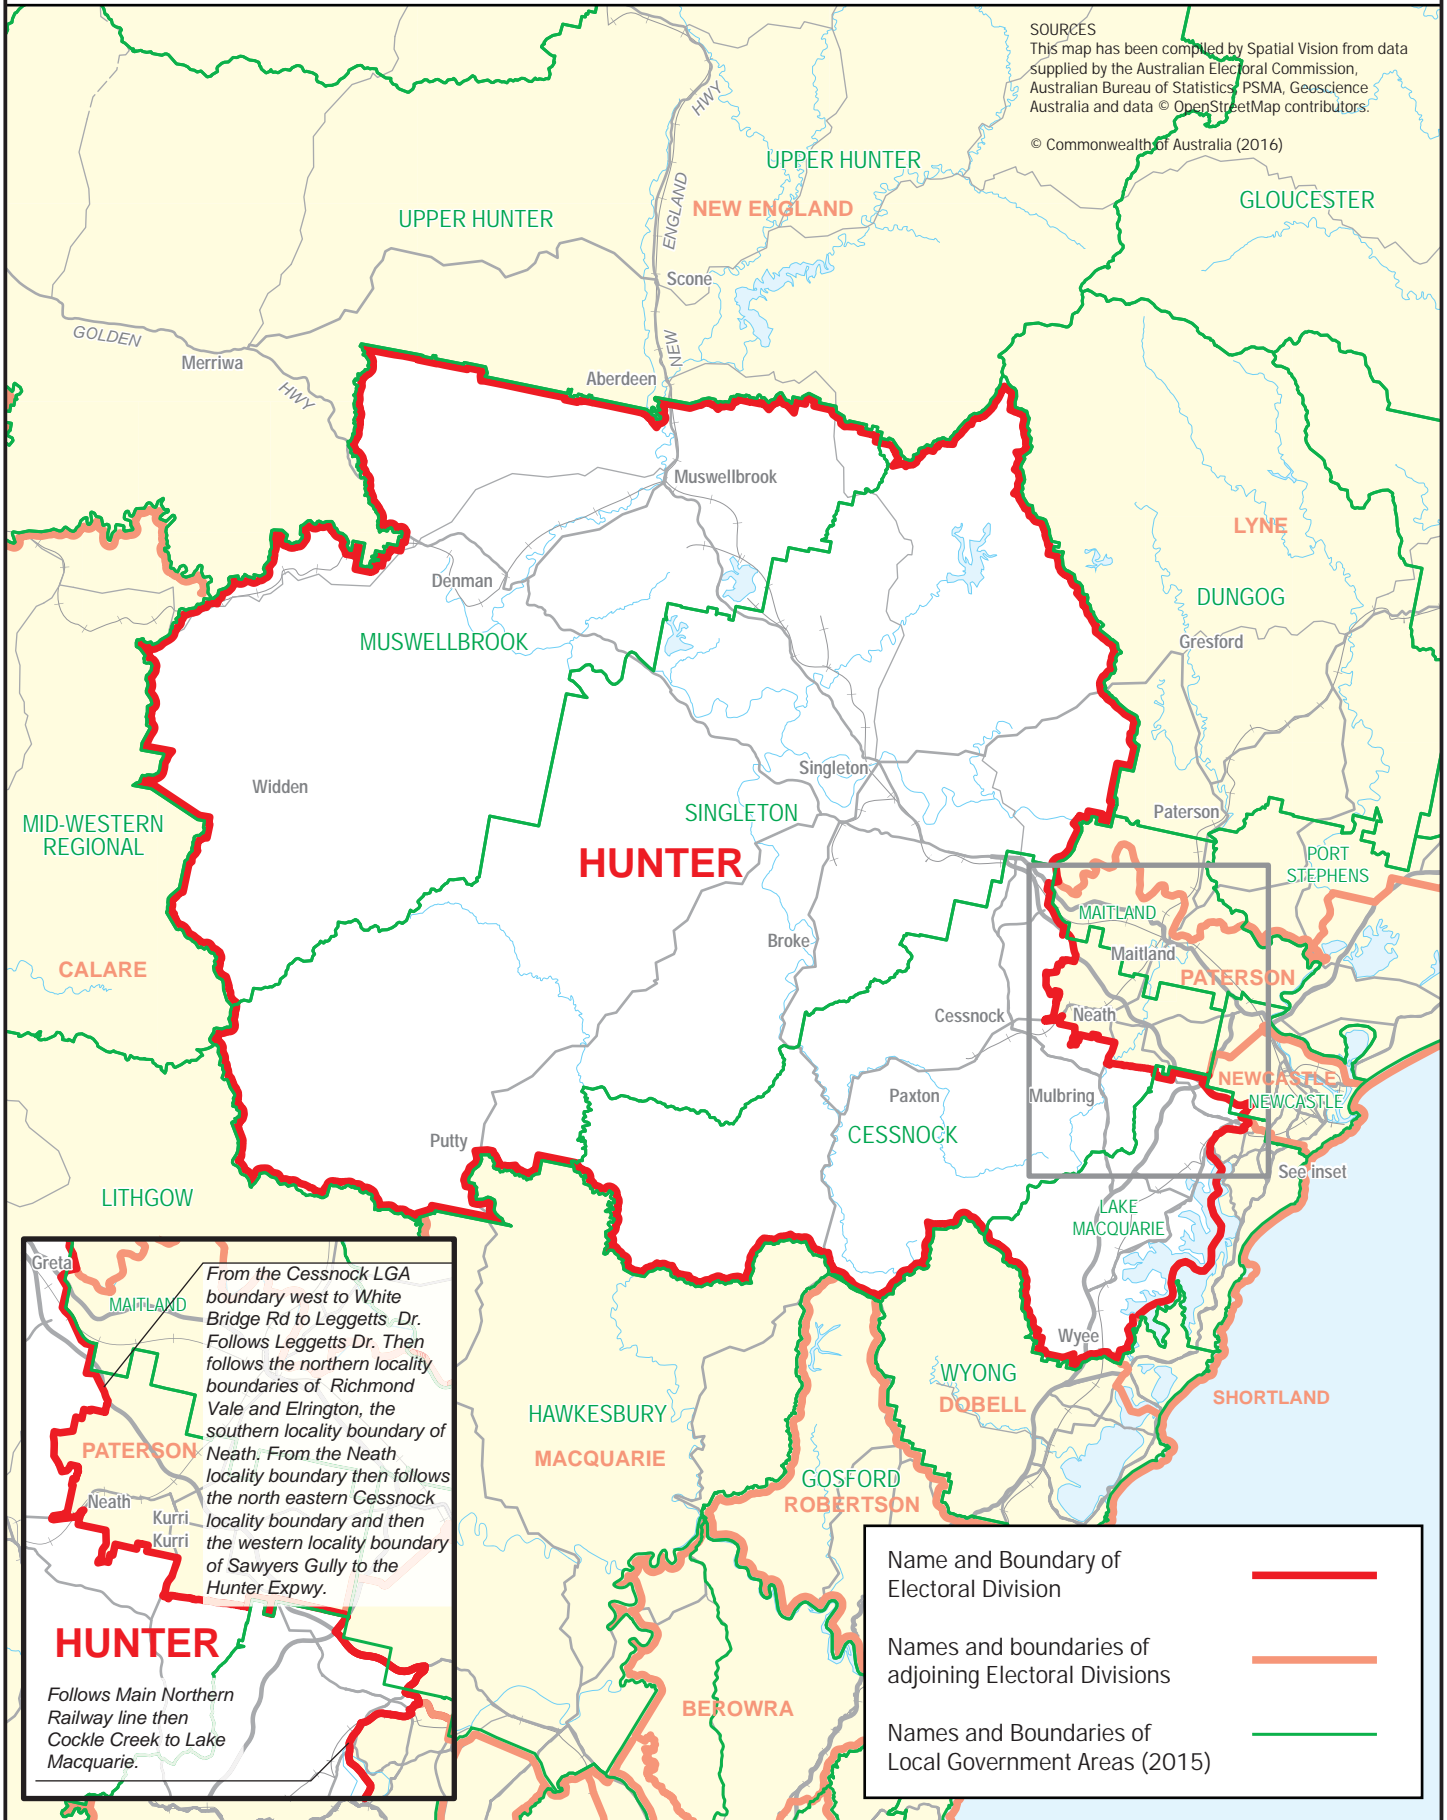 SOURCES
This map has been compiled by Spatial Vision from data
supplied by the Australian Electoral Commission,
Australian Bureau of Statistics, PSMA, Geoscience
Australia and data © OpenStreetMap contributors.
© Commonwealth of Australia (2016)
HWY
UPPER HUNTER
NEW ENGLAND
GLOUCESTER
UPPER HUNTER
ENGLAND
Scone
GOLDEN
Merriwa
NEW
HWY
Aberdeen
Muswellbrook
LYNE
Denman
DUNGOG
MUSWELLBROOK
Gresford
Widden
Singleton
SINGLETON
Paterson
MID-WESTERN
REGIONAL
HUNTER
PORT
STEPHENS
MAITLAND
Broke
Maitland
CALARE
PATERSON
Cessnock
Neath
NEWCASTLE
Paxton
Mulbring
NEWCASTLE
CESSNOCK
Putty
See inset
LITHGOW
LAKE
MACQUARIE
Wyee
WYONG
DOBELL
SHORTLAND
HAWKESBURY
MACQUARIE
GOSFORD
ROBERTSON
BEROWRA
Greta
MAITLAND
From the Cessnock LGA
boundary west to White
Bridge Rd to Leggetts Dr.
Follows Leggetts Dr. Then
follows the northern locality
boundaries of Richmond
Vale and Elrington, the
southern locality boundary of
Neath. From the Neath
locality boundary then follows
the north eastern Cessnock
locality boundary and then
the western locality boundary
of Sawyers Gully to the
Hunter Expwy.
PATERSON
Neath
Kurri
Kurri
HUNTER
Follows Main Northern
Railway line then
Cockle Creek to Lake
Macquarie.
Name and Boundary of
Electoral Division
Names and boundaries of
adjoining Electoral Divisions
Names and Boundaries of
Local Government Areas (2015)